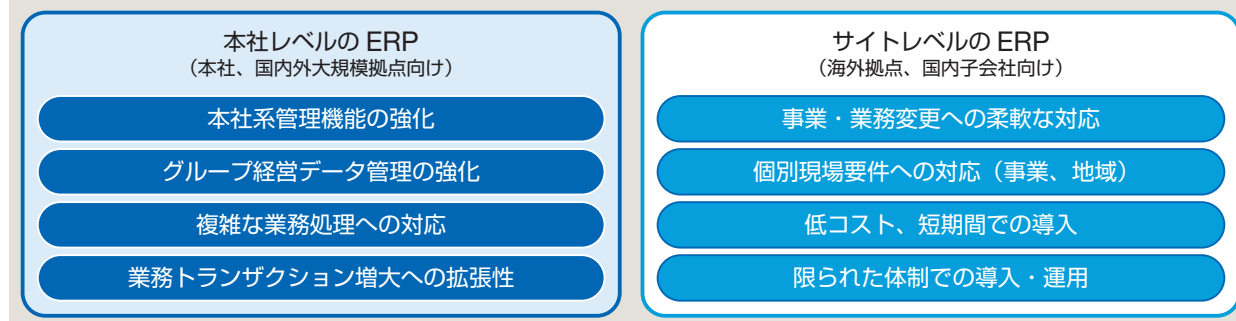 本社レベルの ERP
（本社、国内外大規模拠点向け）
本社系管理機能の強化
グループ経営データ管理の強化
複雑な業務処理への対応
業務トランザクション増大への拡張性
サイトレベルの ERP
（海外拠点、国内子会社向け）
事業・業務変更への柔軟な対応
個別現場要件への対応（事業、地域）
低コスト、短期間での導入
限られた体制での導入・運用